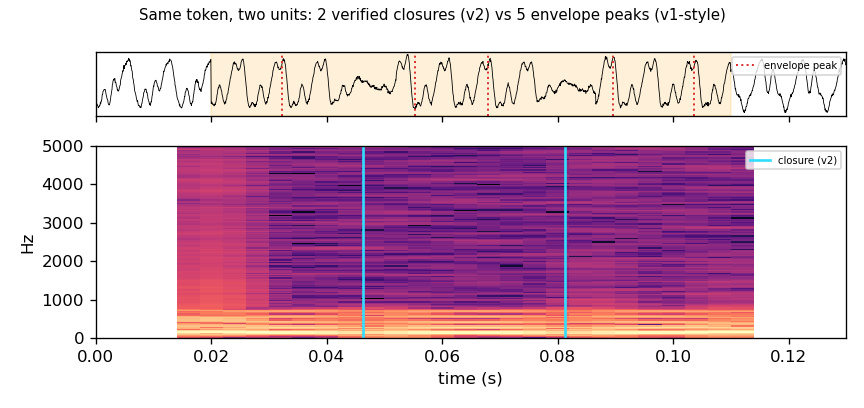 Same token, two units: 2 verified closures (v2) vs 5 envelope peaks (v1-style)
envelope peak
closure (v2)
5000
4000
3000
2000
1000
0
Hz
0.00 0.02 0.04 0.06 0.08 0.10 0.12
time (s)